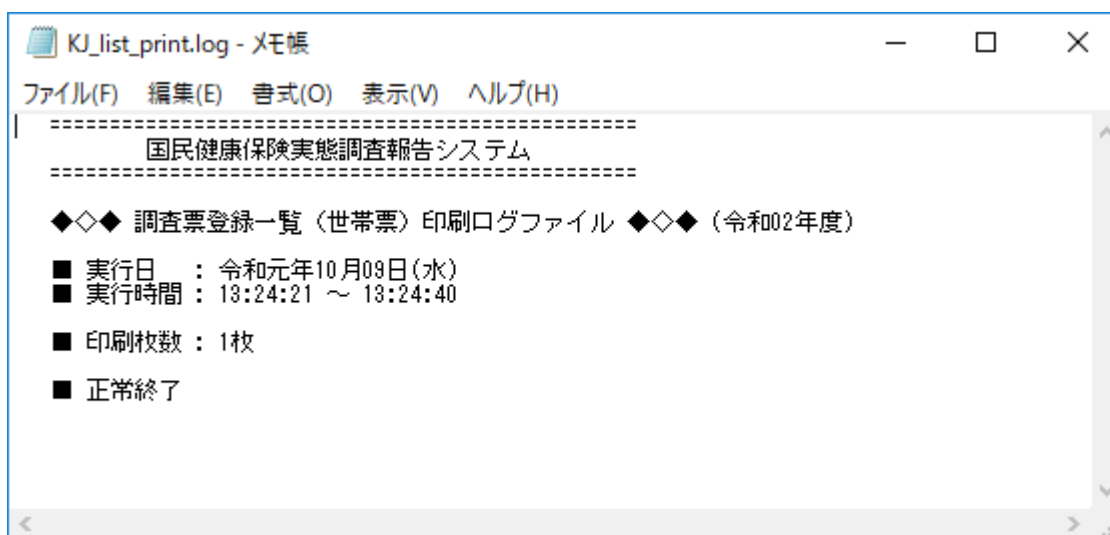 KJ_list_print.log - メモ帳
ファイル(F) 編集(E) 書式(O) 表示(V) ヘルプ(H)
=================================================
国民健康保険実態調査報告システム
=================================================
◆◇◆ 調査票登録一覧（世帯票）印刷ログファイル ◆◇◆（令和02年度）
■ 実行日 : 令和元年10月09日(水)
■ 実行時間 : 13:24:21 ～ 13:24:40
■ 印刷枚数 : 1枚
■ 正常終了